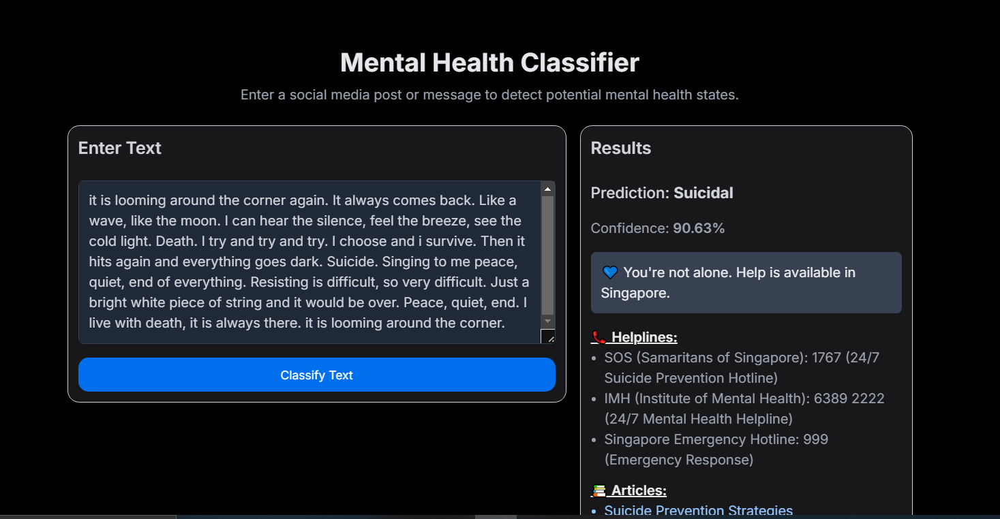 Mental Health Classifier
Enter a social media post or message to detect potential mental health states.
Enter Text
it is looming around the corner again. It always comes back. Like a
wave, like the moon. I can hear the silence, feel the breeze, see the
cold light. Death. I try and try and try. I choose and i survive. Then it
hits again and everything goes dark. Suicide. Singing to me peace,
quiet, end of everything. Resisting is difficult, so very difficult. Just a
bright white piece of string and it would be over. Peace, quiet, end. I
live with death, it is always there. it is looming around the corner.
Classify Text
Results
Prediction: Suicidal
Confidence: 90.63%
💙 You're not alone. Help is available in
Singapore.
📞 Helplines:
• SOS (Samaritans of Singapore): 1767 (24/7
Suicide Prevention Hotline)
• IMH (Institute of Mental Health): 6389 2222
(24/7 Mental Health Helpline)
• Singapore Emergency Hotline: 999
(Emergency Response)
📚 Articles:
• Suicide Prevention Strategies